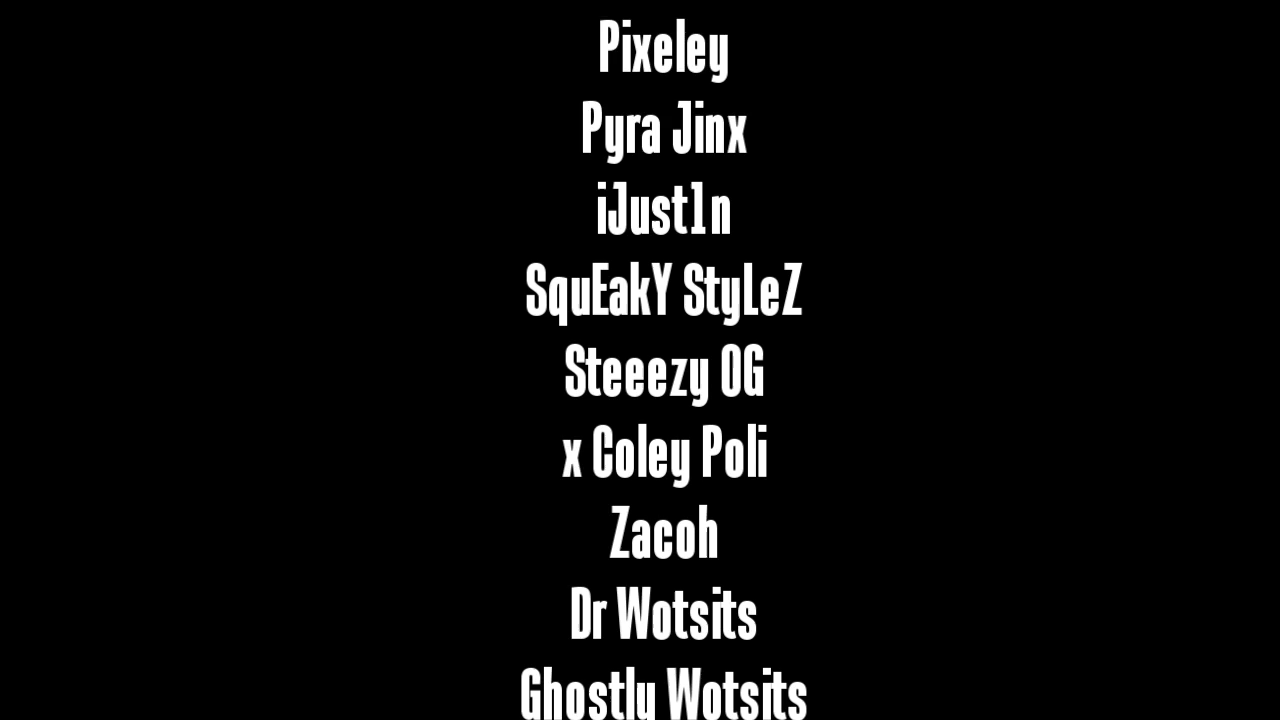 Pixeley
Pyra Jinx
iJust1n
SquEakY StyLeZ
Steeezy OG
x Coley Poli
Zacoh
Dr Wotsits
Ghostly Wotsits